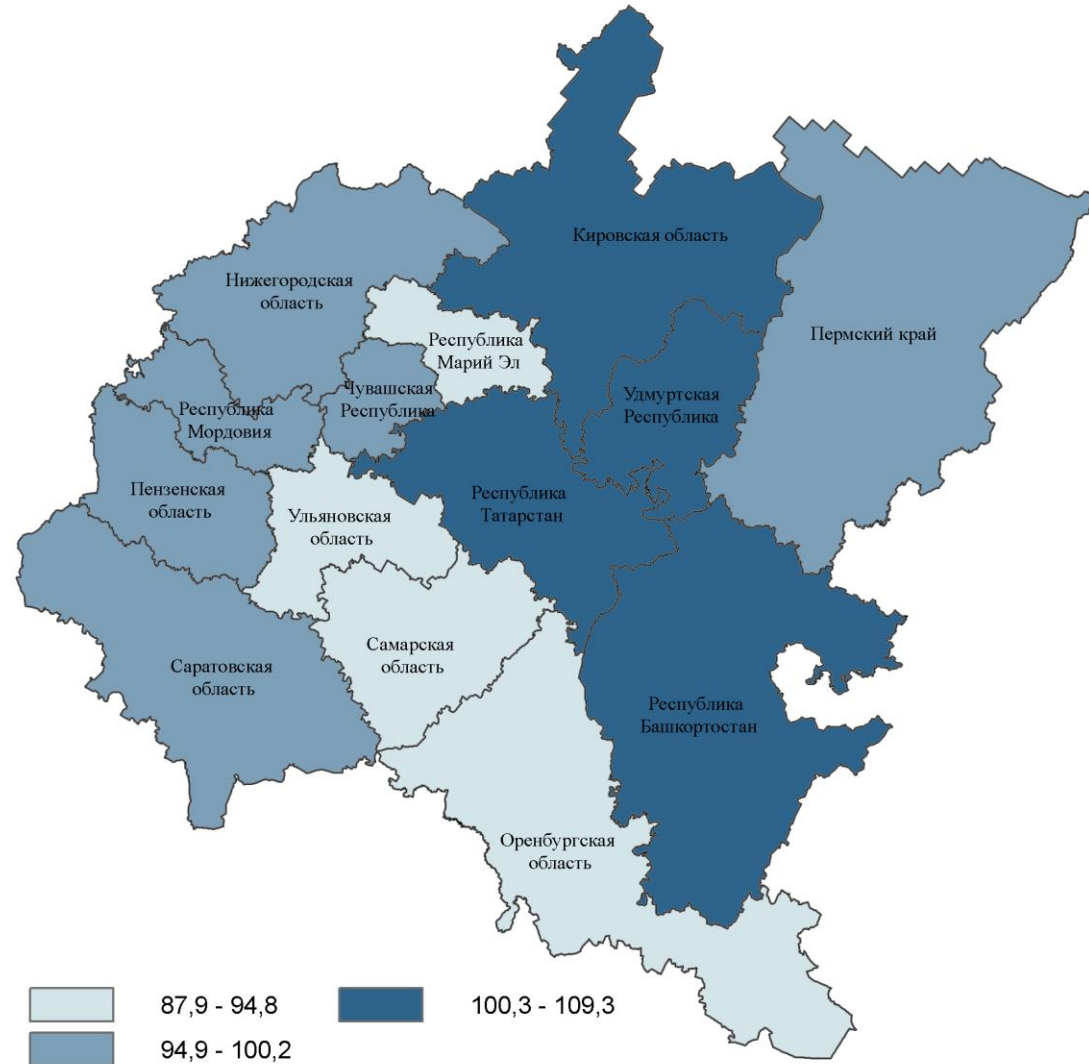 Кировская область
Нижегородская
область
Пермский край
Республика
Марий Эл
Чувашская
Республика
Удмуртская
Республика
Республика
Мордовия
Пензенская
область
Республика
Татарстан
Ульяновская
область
Самарская
область
Саратовская
область
Республика
Башкортостан
Оренбургская
область
87,9 - 94,8
94,9 - 100,2
100,3 - 109,3